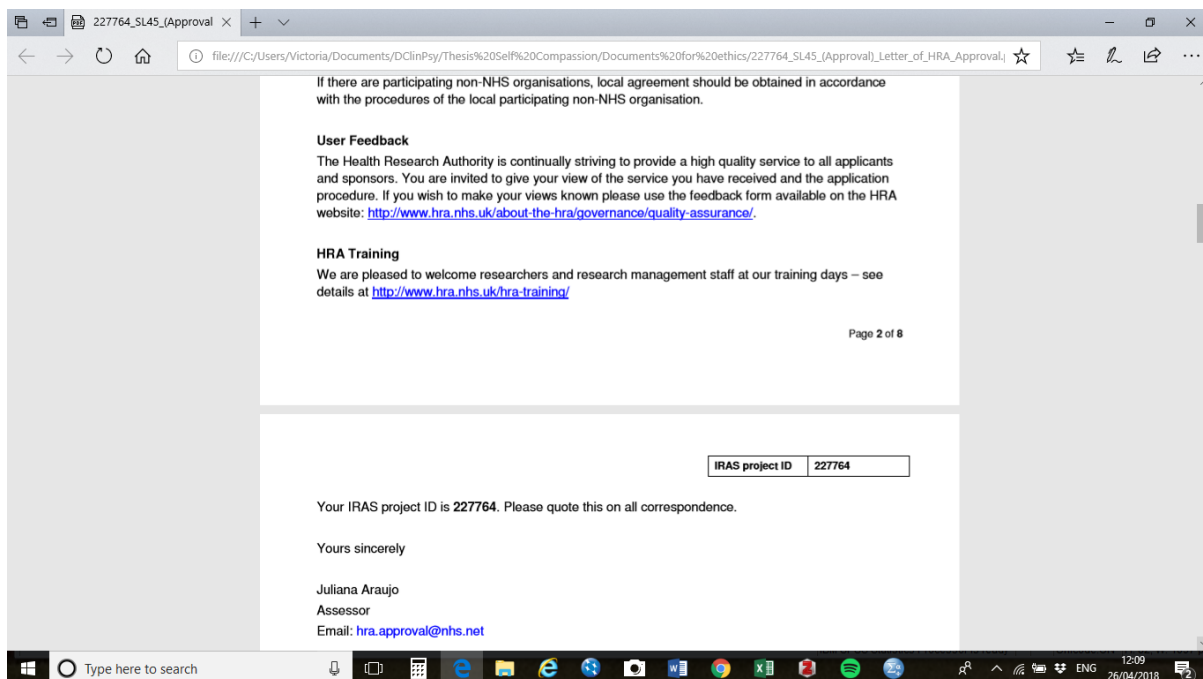 227764_SL45_(Approval
file:///C:/Users/Victoria/Documents/DClinPsy/Thesis%20Self%20Compassion/Documents%20for%20ethics/227764_SL45_(Approval)_Letter_of_HRA_Approval.
If there are participating non-NHS organisations, local agreement should be obtained in accordance
with the procedures of the local participating non-NHS organisation.
User Feedback
The Health Research Authority is continually striving to provide a high quality service to all applicants
and sponsors. You are invited to give your view of the service you have received and the application
procedure. If you wish to make your views known please use the feedback form available on the HRA
website: http://www.hra.nhs.uk/about-the-hra/governance/quality-assurance/.
HRA Training
We are pleased to welcome researchers and research management staff at our training days – see
details at http://www.hra.nhs.uk/hra-training/
Page 2 of 8
IRAS project ID 227764
Your IRAS project ID is 227764. Please quote this on all correspondence.
Yours sincerely
Juliana Araujo
Assessor
Email: hra.approval@nhs.net
Type here to search
ENG
12:09
26/04/2018